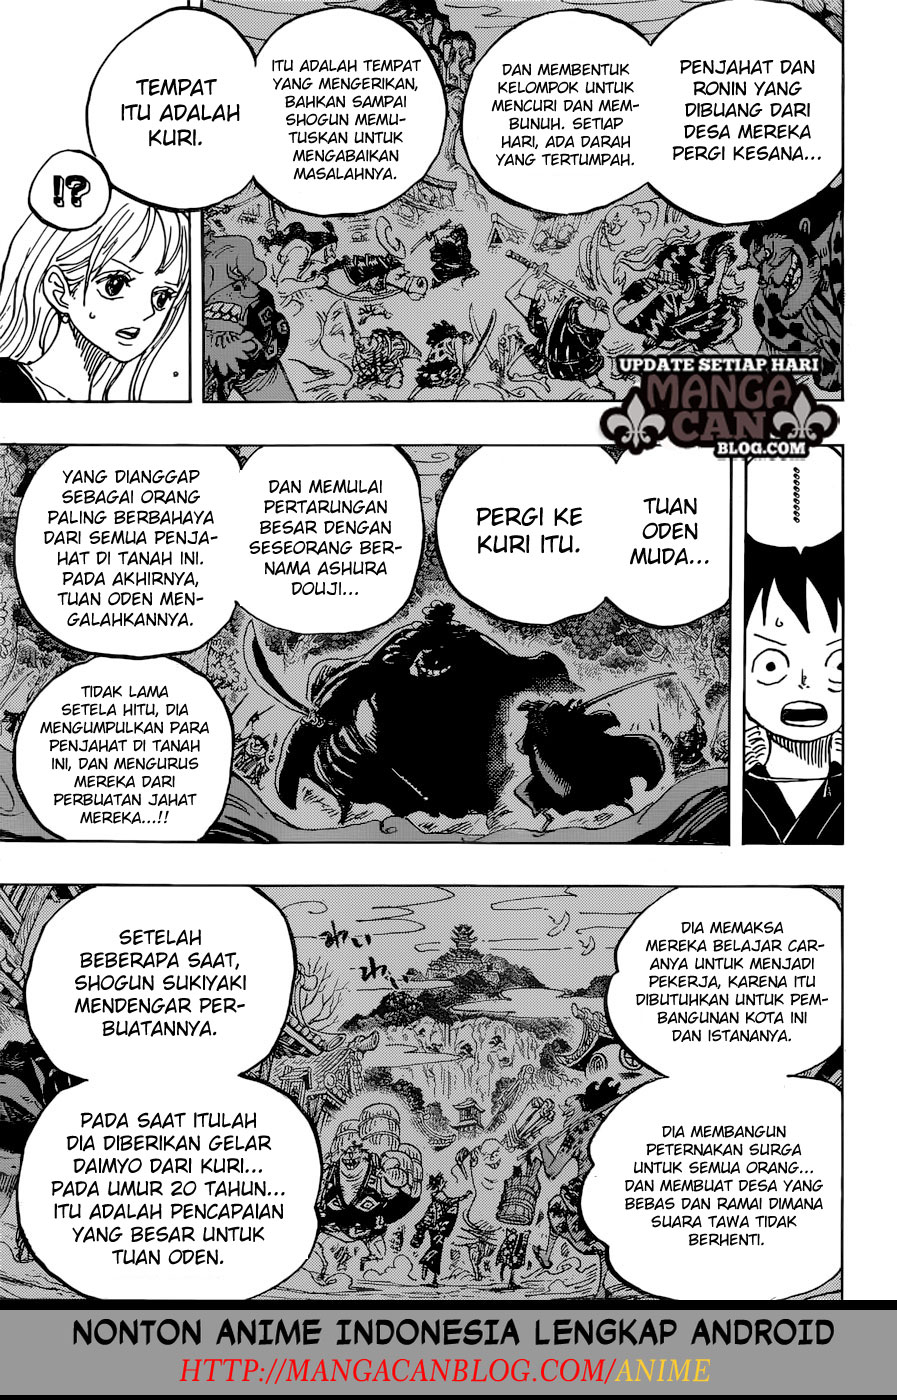 PENJAHAT DAN
RONIN YANG
DIBUANG DARI
DESA MEREKA
PERGI KESANA...
DAN MEMBENTUK
KELOMPOK UNTUK
MENCURI DAN MEM-
BUNUH. SETIAP
HARI, ADA DARAH
YANG TERTUMPAH.
ITU ADALAH TEMPAT
YANG MENGERIKAN,
BAHKAN SAMPAI
SHOGUN MEMU-
TUSKAN UNTUK
MENGABAIKAN
MASALAHNYA.
TEMPAT
ITU ADALAH
KURI.
!?
UPDATE SETIAP HARI
MANGA
CAN
BLOG.COM
TUAN
ODEN
MUDA...
PERGI KE
KURI ITU.
DAN MEMULAI
PERTARUNGAN
BESAR DENGAN
SESEORANG BER-
NAMA ASHURA
DOUJI...
YANG DIANGGAP
SEBAGAI ORANG
PALING BERBAHAYA
DARI SEMUA PENJA-
HAT DI TANAH INI.
PADA AKHIRNYA,
TUAN ODEN MEN-
GALAHKANNYA.
TIDAK LAMA
SETELA HITU, DIA
MENGUMPULKAN PARA
PENJAHAT DI TANAH
INI, DAN MENGURUS
MEREKA DARI
PERBUATAN JAHAT
MEREKA...!!
DIA MEMAKSA
MEREKA BELAJAR CAR-
ANYA UNTUK MENJADI
PEKERJA, KARENA ITU
DIBUTUHKAN UNTUK PEM-
BANGUNAN KOTA INI
DAN ISTANANYA.
DIA MEMBANGUN
PETERNAKAN SURGA
UNTUK SEMUA ORANG...
DAN MEMBUAT DESA YANG
BEBAS DAN RAMAI DIMANA
SUARA TAWA TIDAK
BERHENTI.
わい
わい
SETELAH
BEBERAPA SAAT,
SHOGUN SUKIYAKI
MENDENGAR PER-
BUATANNYA.
PADA SAAT ITULAH
DIA DIBERIKAN GELAR
DAIMYO DARI KURI...
PADA UMUR 20 TAHUN...
ITU ADALAH PENCAPAIAN
YANG BESAR UNTUK
TUAN ODEN.
NONTON ANIME INDONESIA LENGKAP ANDROID
HTTP://MANGACANBLOG.COM/ANIME